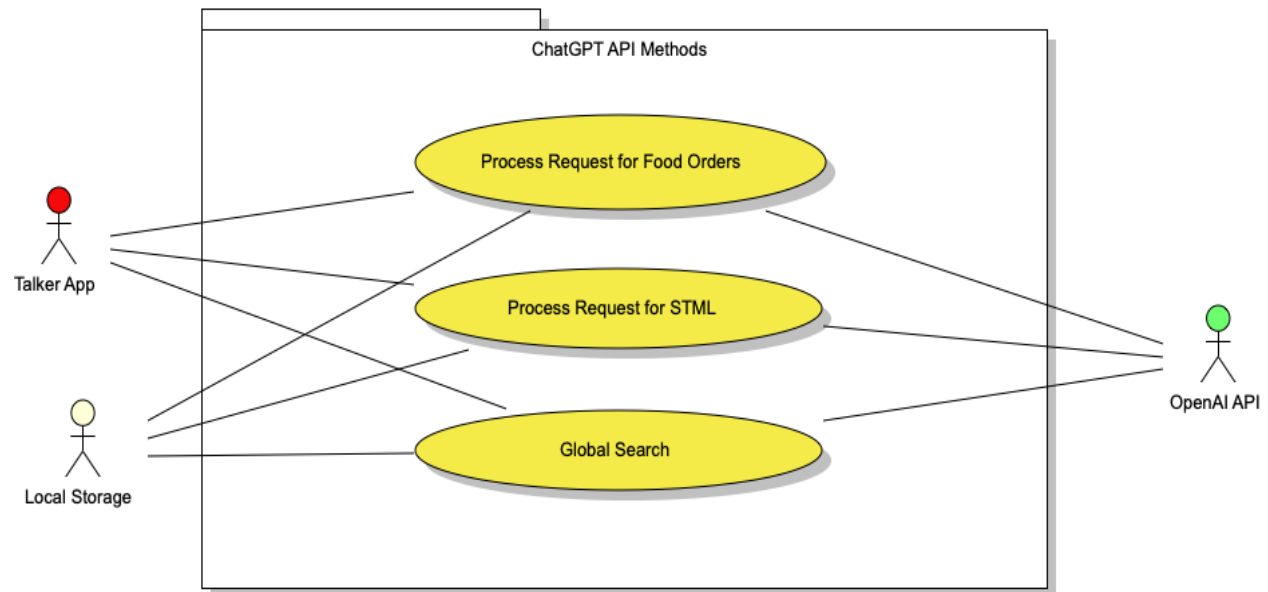 ChatGPT API Methods
Process Request for Food Orders
Talker App
Process Request for STML
OpenAI API
Global Search
Local Storage